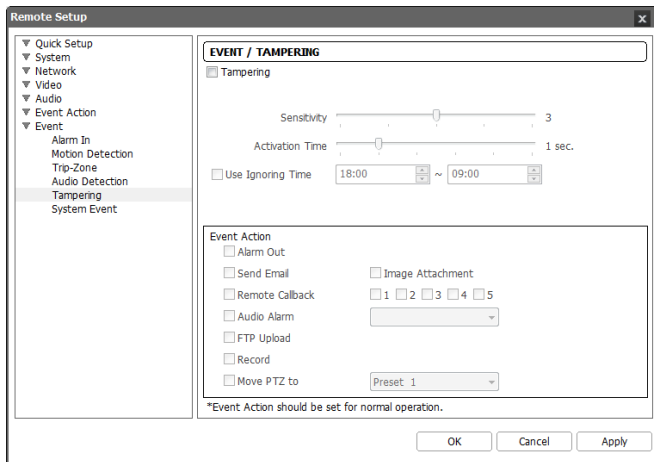 Remote Setup
Quick Setup
System
Network
Video
Audio
Event Action
Event
Alarm In
Motion Detection
Trip-Zone
Audio Detection
Tampering
System Event
EVENT / TAMPERING
Tampering
Sensitivity 3
Activation Time 1 sec.
Use Ignoring Time 18:00 ~ 09:00
Event Action
Alarm Out
Send Email Image Attachment
Remote Callback 1 2 3 4 5
Audio Alarm
FTP Upload
Record
Move PTZ to Preset 1
*Event Action should be set for normal operation.
OK Cancel Apply